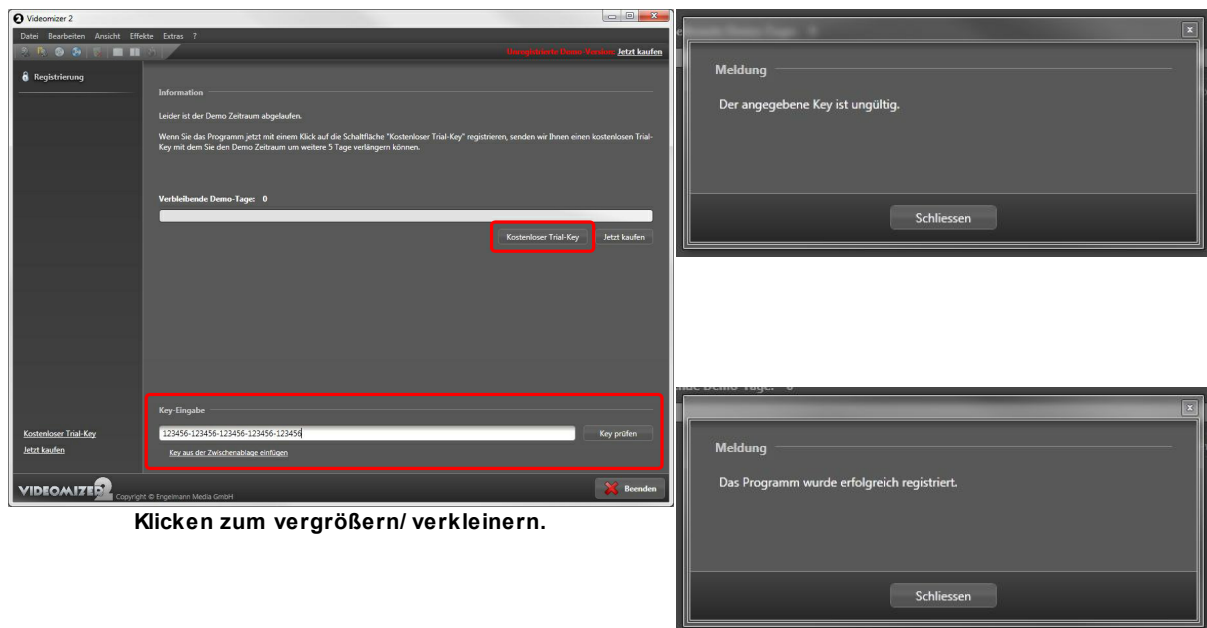 Videomizer 2
Datei Bearbeiten Ansicht Effekte Extras ?
Unregistrierte Demo-Version: Jetzt kaufen
Registrierung
Information
Leider ist der Demo Zeitraum abgelaufen.
Wenn Sie das Programm jetzt mit einem Klick auf die Schaltfläche "Kostenloser Trial-Key" registrieren, senden wir Ihnen einen kostenlosen Trial-
Key mit dem Sie den Demo Zeitraum um weitere 5 Tage verlängern können.
Verbleibende Demo-Tage: 0
Kostenloser Trial-Key Jetzt kaufen
Key-Eingabe
123456-123456-123456-123456-123456 Key prüfen
Key aus der Zwischenablage einfügen
Kostenloser Trial-Key
Jetzt kaufen
VIDEOMIZER2 Copyright © Engelmann Media GmbH
Beenden
Klicken zum vergrößern/ verkleinern.
Meldung
Der angegebene Key ist ungültig.
Schliessen
Meldung
Das Programm wurde erfolgreich registriert.
Schliessen